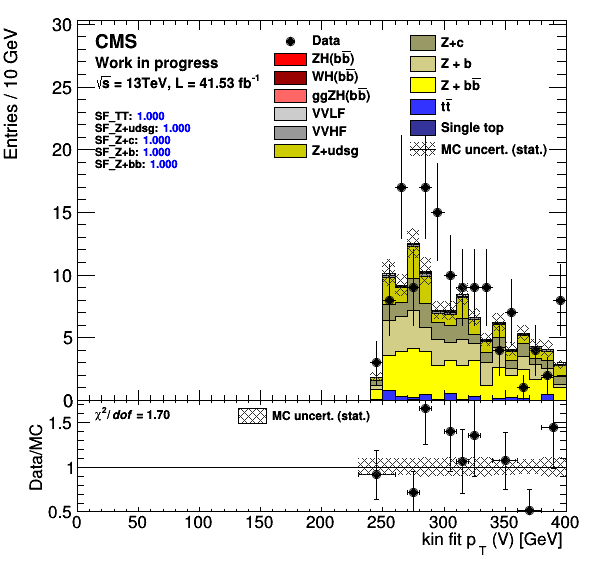 CMS
Work in progress
√s = 13TeV, L = 41.53 fb⁻¹
SF_TT: 1.000
SF_Z+udsg: 1.000
SF_Z+c: 1.000
SF_Z+b: 1.000
SF_Z+bb: 1.000
Data
ZH(bb̅)
WH(bb̅)
ggZH(bb̅)
VVLF
VVHF
Z+udsg
Z+c
Z + b
Z + bb̅
tt̅
Single top
MC uncert. (stat.)
Entries / 10 GeV
30
25
20
15
10
5
0
χ²/dof = 1.70
MC uncert. (stat.)
Data/MC
1.5
1
0.5
0 50 100 150 200 250 300 350 400
kin fit p_T (V) [GeV]